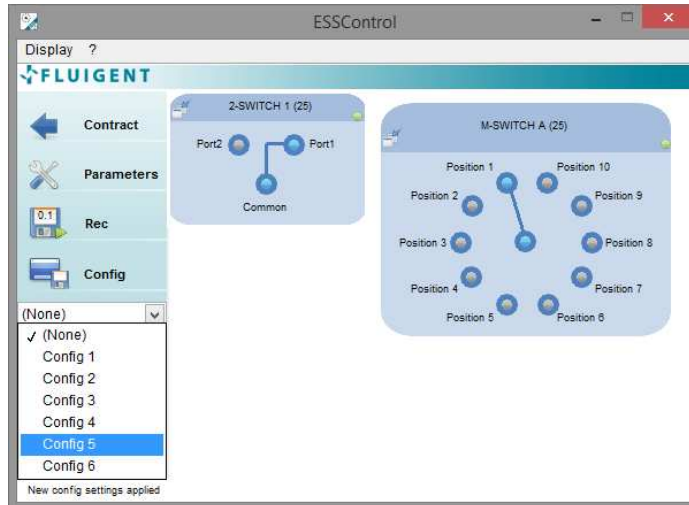 ESSControl
Display ?
FLUIGENT
Contract
Parameters
0.1
Rec
Config
(None)
✓ (None)
Config 1
Config 2
Config 3
Config 4
Config 5
Config 6
New config settings applied
2-SWITCH 1 (25)
Port2
Port1
Common
M-SWITCH A (25)
Position 1
Position 10
Position 2
Position 9
Position 3
Position 8
Position 4
Position 7
Position 5
Position 6